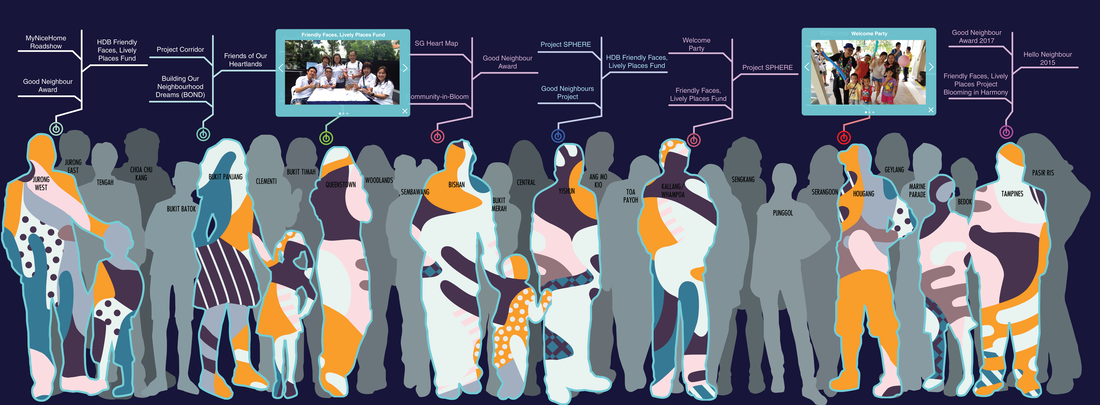 MyNiceHome
Roadshow
Good Neighbour
Award
HDB Friendly
Faces, Lively
Places Fund
Project Corridor
Building Our
Neighbourhood
Dreams (BOND)
Friends of Our
Heartlands
Friendly Faces, Lively Places Fund
SG Heart Map
ommunity-in-Bloom
Good Neighbour
Award
Project SPHERE
Good Neighbours
Project
HDB Friendly Faces,
Lively Places Fund
Welcome
Party
Friendly Faces,
Lively Places Fund
Project SPHERE
Welcome Party
Good Neighbour
Award 2017
Friendly Faces, Lively
Places Project
Blooming in Harmony
Hello Neighbour
2015
JURONG
WEST
JURONG
EAST
TENGAH
CHOA CHU
KANG
BUKIT BATOK
BUKIT PANJANG
CLEMENTI
BUKIT TIMAH
QUEENSTOWN
WOODLANDS
SEMBAWANG
BISHAN
BUKIT
MERAH
CENTRAL
YISHUN
ANG MO
KIO
TOA
PAYOH
KALLANG
WHAMPOA
SENGKANG
PUNGGOL
SERANGOON
HOUGANG
GEYLANG
MARINE
PARADE
BEDOK
TAMPINES
PASIR RIS